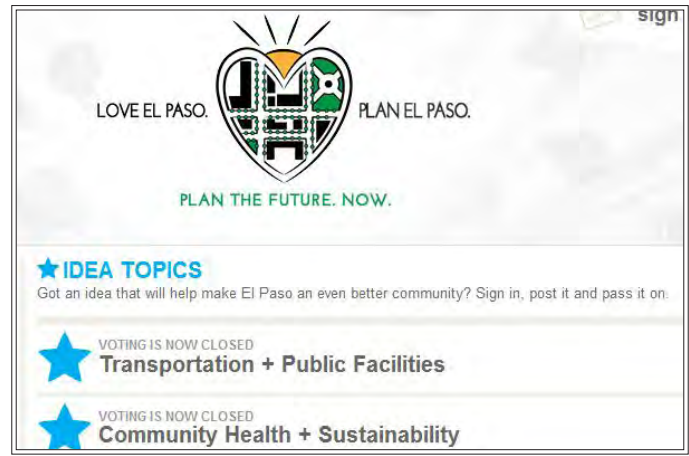 sign
LOVE EL PASO. PLAN EL PASO.
PLAN THE FUTURE. NOW.
IDEA TOPICS
Got an idea that will help make El Paso an even better community? Sign in, post it and pass it on.
VOTING IS NOW CLOSED
Transportation + Public Facilities
VOTING IS NOW CLOSED
Community Health + Sustainability